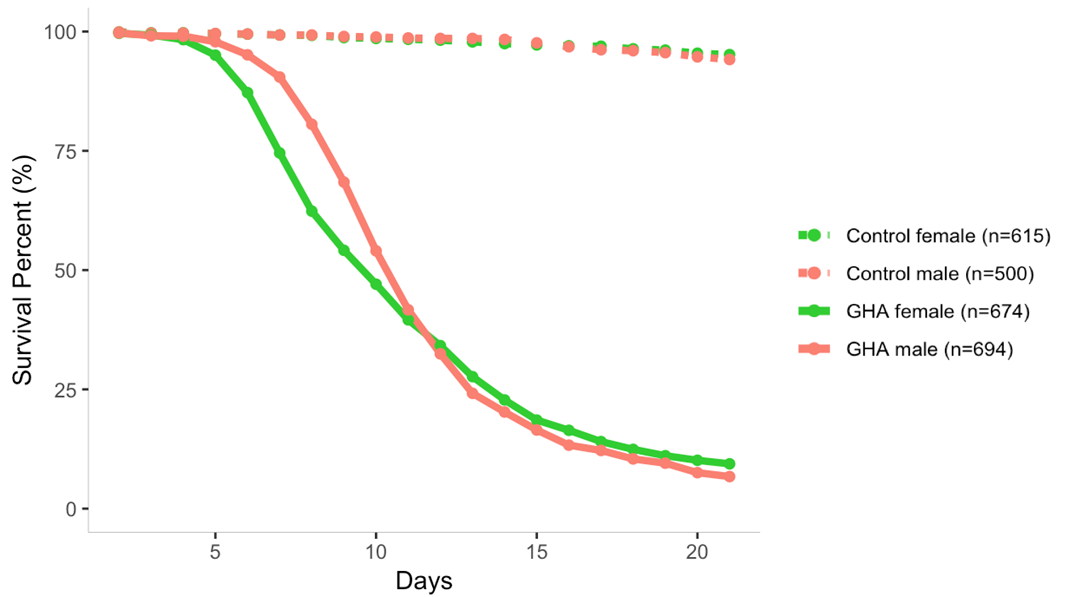 100
75
50
25
0
Survival Percent (%)
5
10
15
20
Days
Control female (n=615)
Control male (n=500)
GHA female (n=674)
GHA male (n=694)